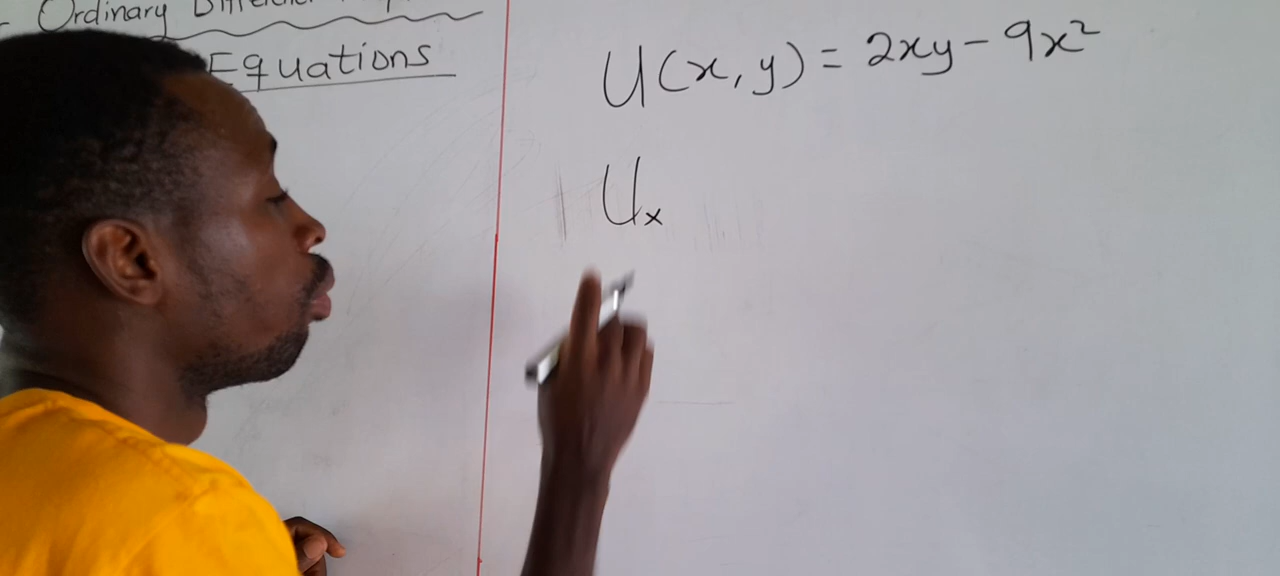 - Ordinary
Equations
U(x, y) = 2xy - 9x²
Uₓ